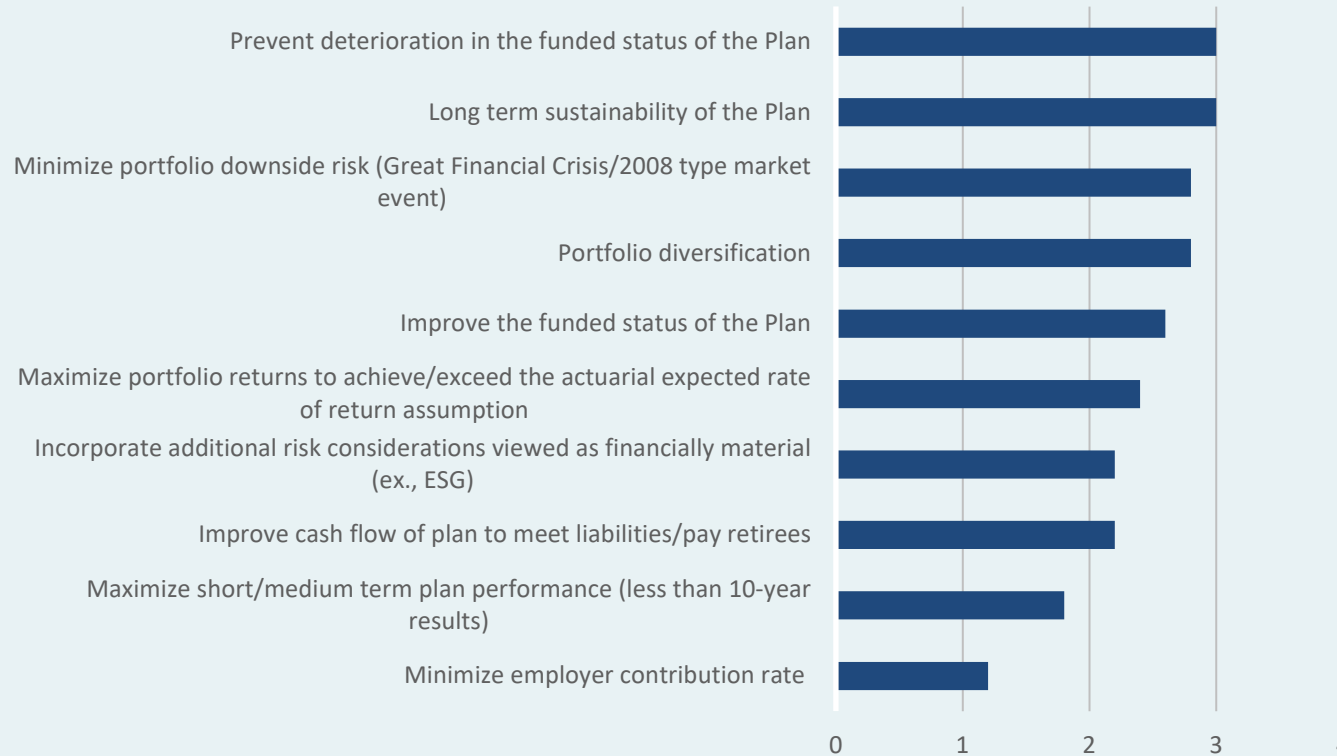 Prevent deterioration in the funded status of the Plan
Long term sustainability of the Plan
Minimize portfolio downside risk (Great Financial Crisis/2008 type market
event)
Portfolio diversification
Improve the funded status of the Plan
Maximize portfolio returns to achieve/exceed the actuarial expected rate
of return assumption
Incorporate additional risk considerations viewed as financially material
(ex., ESG)
Improve cash flow of plan to meet liabilities/pay retirees
Maximize short/medium term plan performance (less than 10-year
results)
Minimize employer contribution rate
0 1 2 3